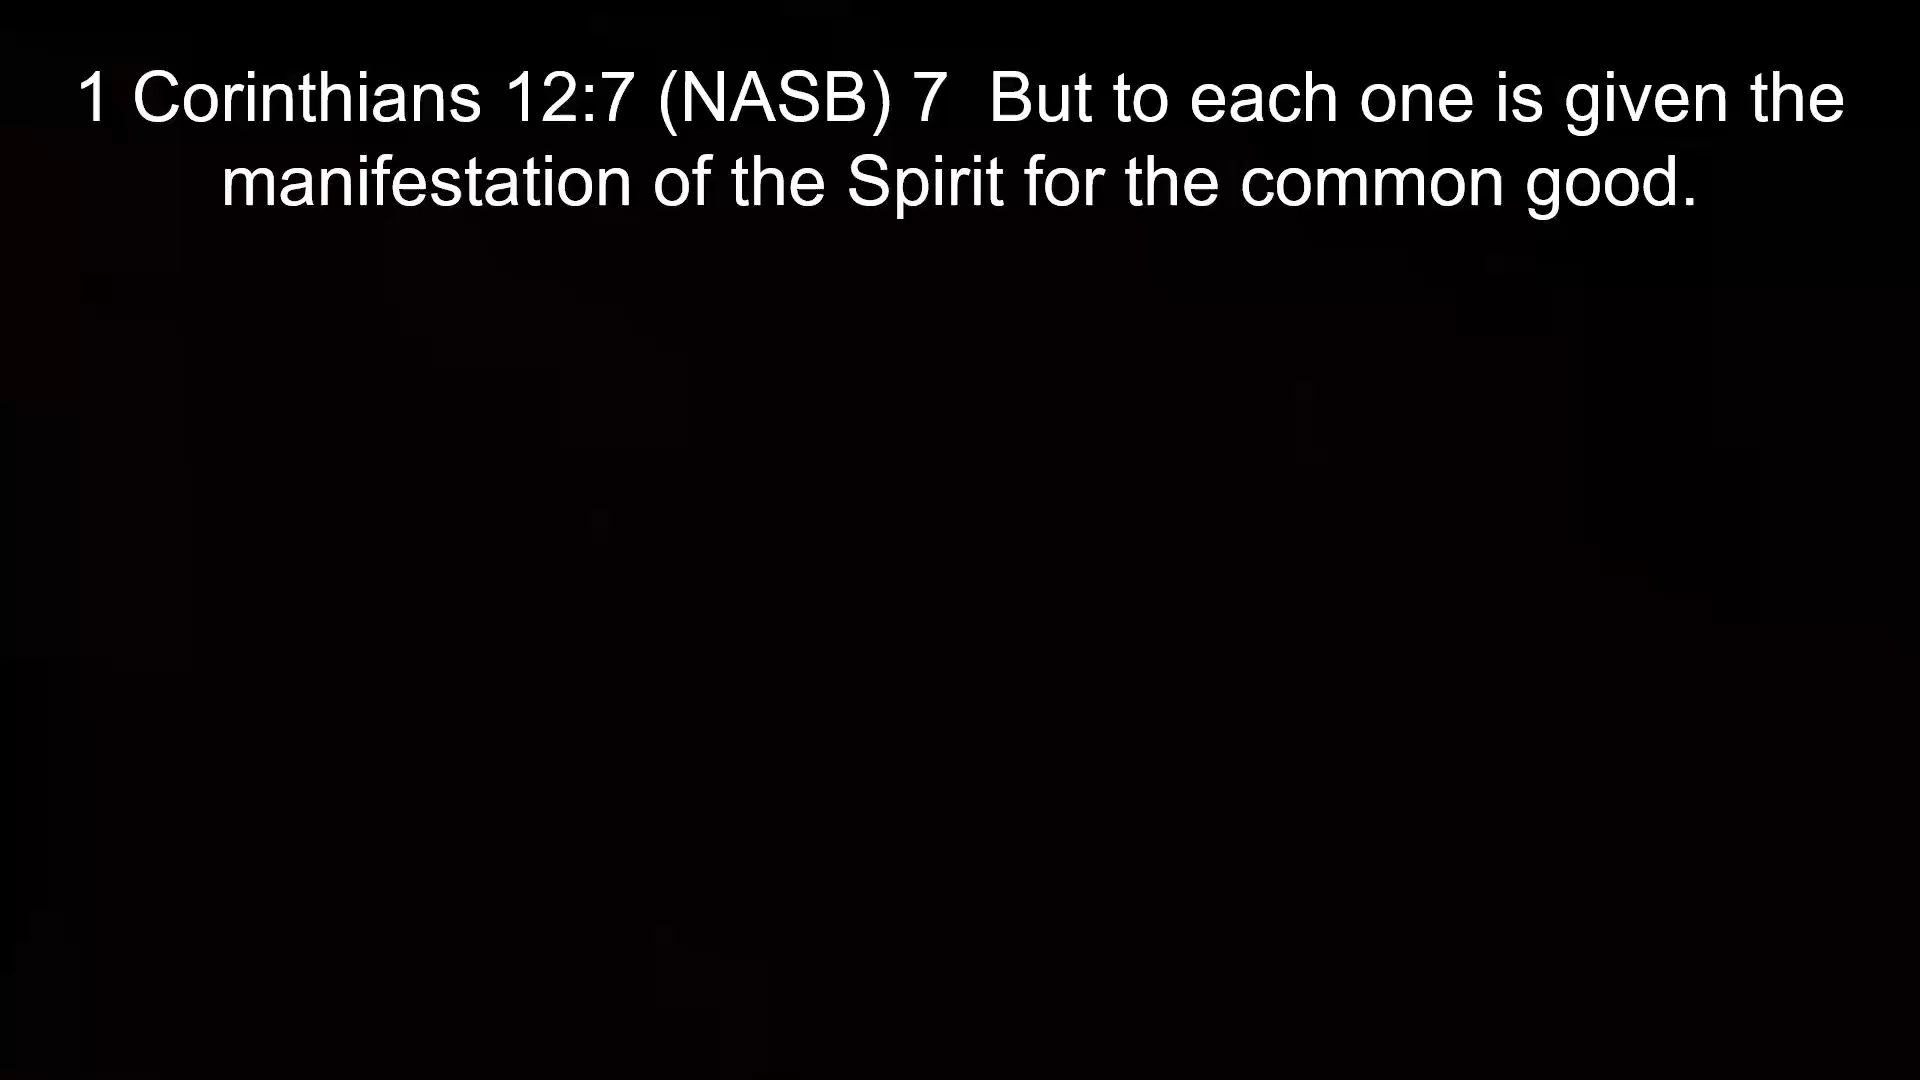 1 Corinthians 12:7 (NASB) 7  But to each one is given the
manifestation of the Spirit for the common good.